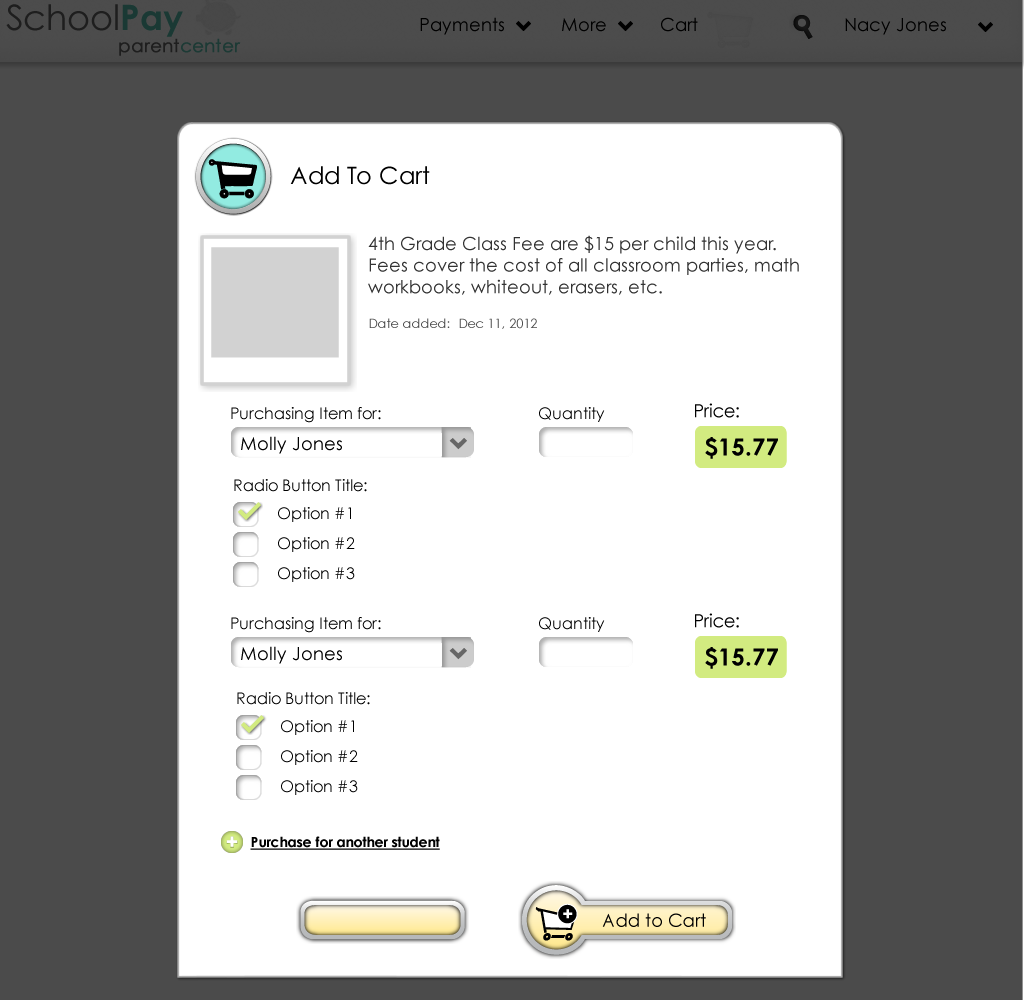 SchoolPay
parentcenter
Payments More Cart Nacy Jones
Add To Cart
4th Grade Class Fee are $15 per child this year.
Fees cover the cost of all classroom parties, math
workbooks, whiteout, erasers, etc.
Date added: Dec 11, 2012
Purchasing Item for: Quantity Price:
Molly Jones $15.77
Radio Button Title:
Option #1
Option #2
Option #3
Purchasing Item for: Quantity Price:
Molly Jones $15.77
Radio Button Title:
Option #1
Option #2
Option #3
Purchase for another student
Add to Cart